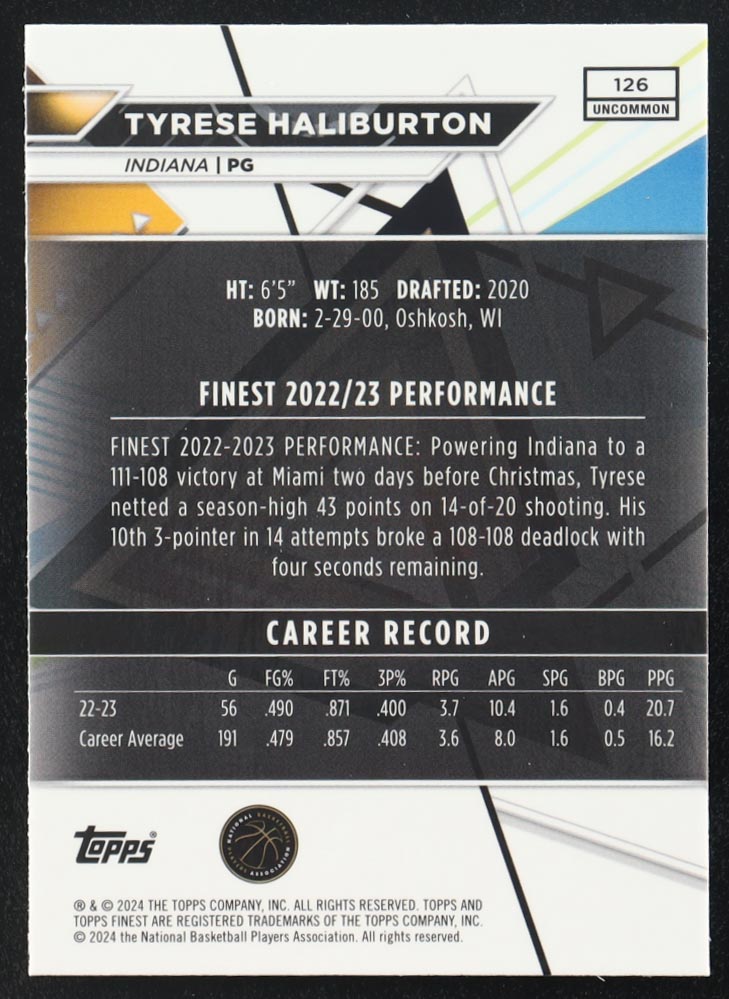 126
UNCOMMON
TYRESE HALIBURTON
INDIANA | PG
HT: 6'5" WT: 185 DRAFTED: 2020
BORN: 2-29-00, Oshkosh, WI
FINEST 2022/23 PERFORMANCE
FINEST 2022-2023 PERFORMANCE: Powering Indiana to a
111-108 victory at Miami two days before Christmas, Tyrese
netted a season-high 43 points on 14-of-20 shooting. His
10th 3-pointer in 14 attempts broke a 108-108 deadlock with
four seconds remaining.
CAREER RECORD
G FG% FT% 3P% RPG APG SPG BPG PPG
22-23 56 .490 .871 .400 3.7 10.4 1.6 0.4 20.7
Career Average 191 .479 .857 .408 3.6 8.0 1.6 0.5 16.2
Topps®
NATIONAL BASKETBALL PLAYERS ASSOCIATION
® & © 2024 THE TOPPS COMPANY, INC. ALL RIGHTS RESERVED. TOPPS AND
TOPPS FINEST ARE REGISTERED TRADEMARKS OF THE TOPPS COMPANY, INC.
© 2024 the National Basketball Players Association. All rights reserved.